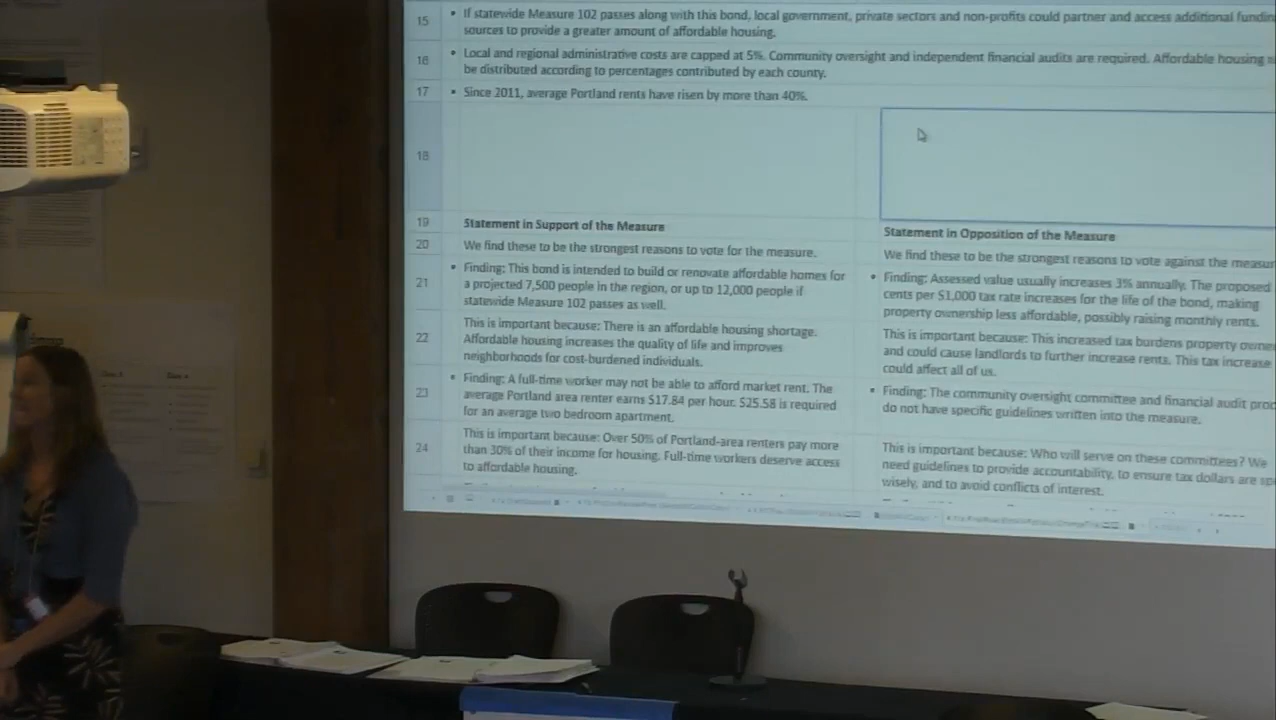 15 • If statewide Measure 102 passes along with this bond, local government, private sectors and non-profits could partner and access additional fundin
sources to provide a greater amount of affordable housing.
16 • Local and regional administrative costs are capped at 5%. Community oversight and independent financial audits are required. Affordable housing
be distributed according to percentages contributed by each county.
17 • Since 2011, average Portland rents have risen by more than 40%.
18
19 Statement in Support of the Measure
20 We find these to be the strongest reasons to vote for the measure.
21 • Finding: This bond is intended to build or renovate affordable homes for
a projected 7,500 people in the region, or up to 12,000 people if
statewide Measure 102 passes as well.
22 This is important because: There is an affordable housing shortage.
Affordable housing increases the quality of life and improves
neighborhoods for cost-burdened individuals.
23 • Finding: A full-time worker may not be able to afford market rent. The
average Portland area renter earns $17.84 per hour. $25.58 is required
for an average two bedroom apartment.
24 This is important because: Over 50% of Portland-area renters pay more
than 30% of their income for housing. Full-time workers deserve access
to affordable housing.
Statement in Opposition of the Measure
We find these to be the strongest reasons to vote against the measur
• Finding: Assessed value usually increases 3% annually. The proposed
cents per $1,000 tax rate increases for the life of the bond, making
property ownership less affordable, possibly raising monthly rents.
This is important because: This increased tax burdens property owne
and could cause landlords to further increase rents. This tax increase
could affect all of us.
• Finding: The community oversight committee and financial audit proc
do not have specific guidelines written into the measure.
This is important because: Who will serve on these committees? We
need guidelines to provide accountability, to ensure tax dollars are spe
wisely, and to avoid conflicts of interest.